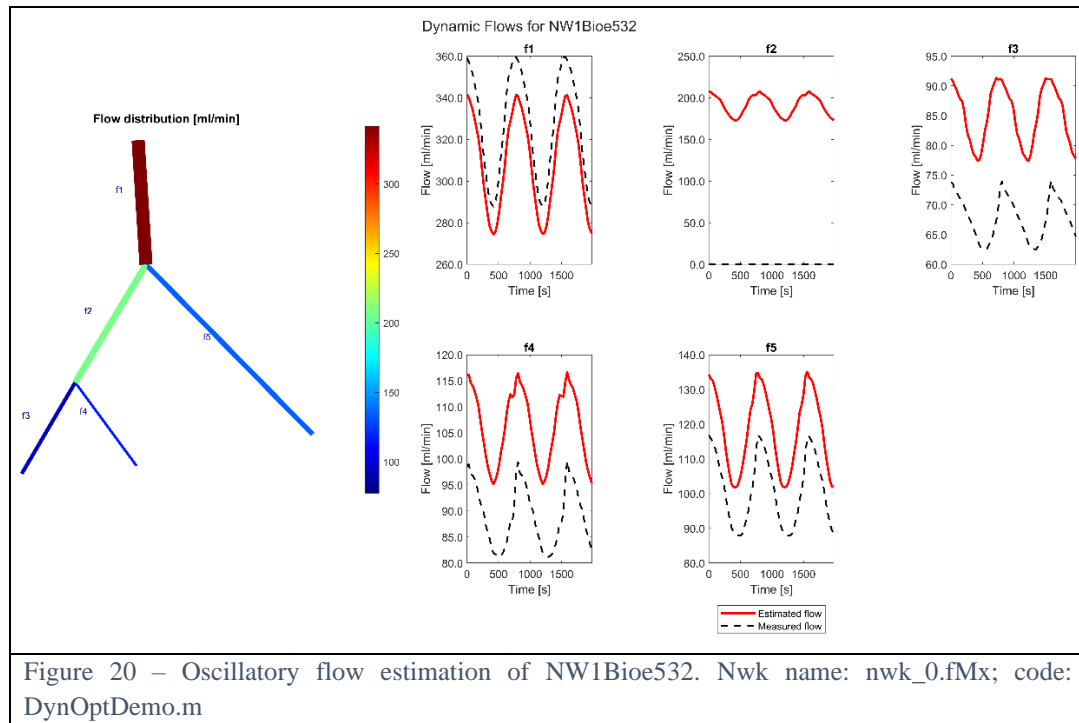 Dynamic Flows for NW1Bioe532
Flow distribution [ml/min]
f1
f2
f5
f3
f4
300
250
200
150
100
f1
360.0
340.0
320.0
300.0
280.0
260.0
Flow [ml/min]
0 500 1000 1500
Time [s]
f2
250.0
200.0
150.0
100.0
50.0
0.0
Flow [ml/min]
0 500 1000 1500
Time [s]
f3
95.0
90.0
85.0
80.0
75.0
70.0
65.0
60.0
Flow [ml/min]
0 500 1000 1500
Time [s]
f4
120.0
115.0
110.0
105.0
100.0
95.0
90.0
85.0
80.0
Flow [ml/min]
0 500 1000 1500
Time [s]
f5
140.0
130.0
120.0
110.0
100.0
90.0
80.0
Flow [ml/min]
0 500 1000 1500
Time [s]
Estimated flow
Measured flow
Figure 20 – Oscillatory flow estimation of NW1Bioe532. Nwk name: nwk_0.fMx; code:
DynOptDemo.m